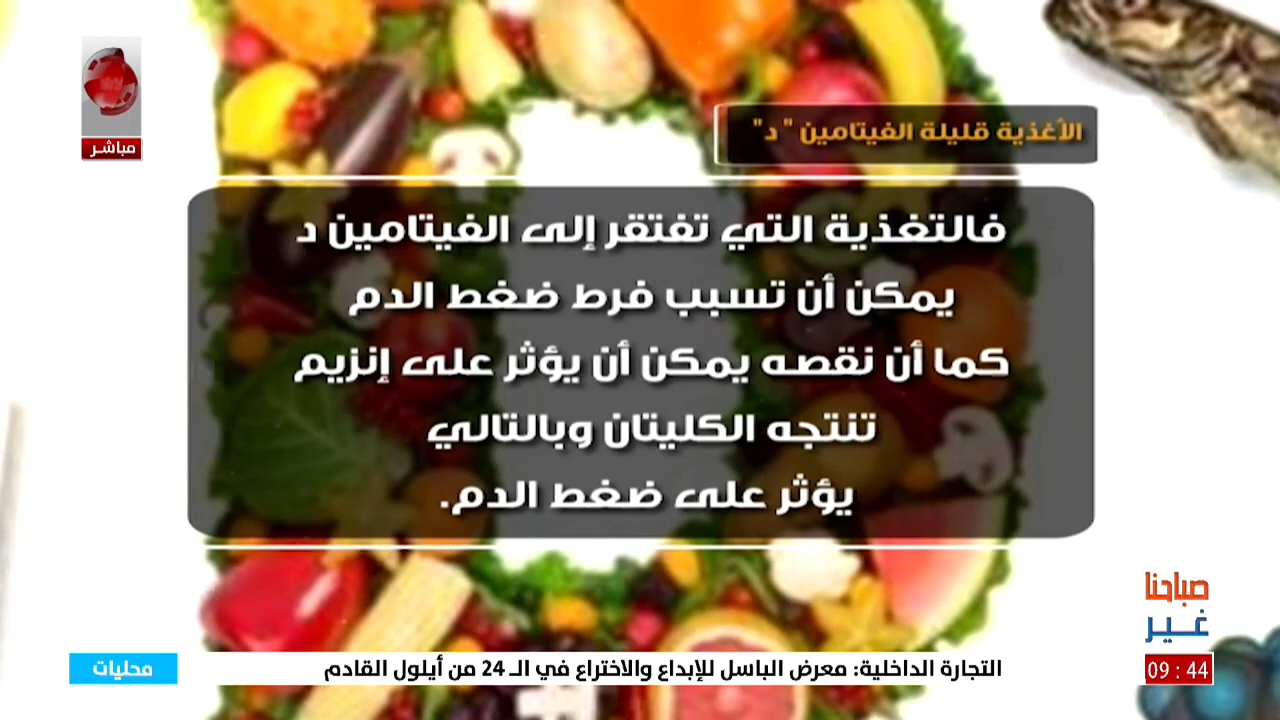 مباشر
الأغذية قليلة الفيتامين " د"
فالتغذية التي تفتقر إلى الفيتامين د
يمكن أن تسبب فرط ضغط الدم
كما أن نقصه يمكن أن يؤثر على إنزيم
تنتجه الكليتان وبالتالي
يؤثر على ضغط الدم.
صباحنا
غير
09 : 44
محليات
التجارة الداخلية: معرض الباسل للإبداع والاختراع في الـ 24 من أيلول القادم